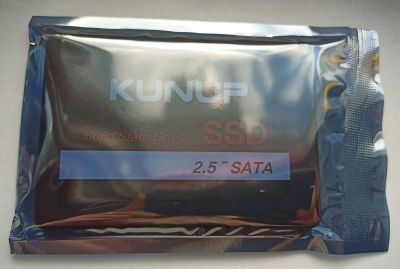 KUNUP
Solid State Drive SSD
2.5″ SATA